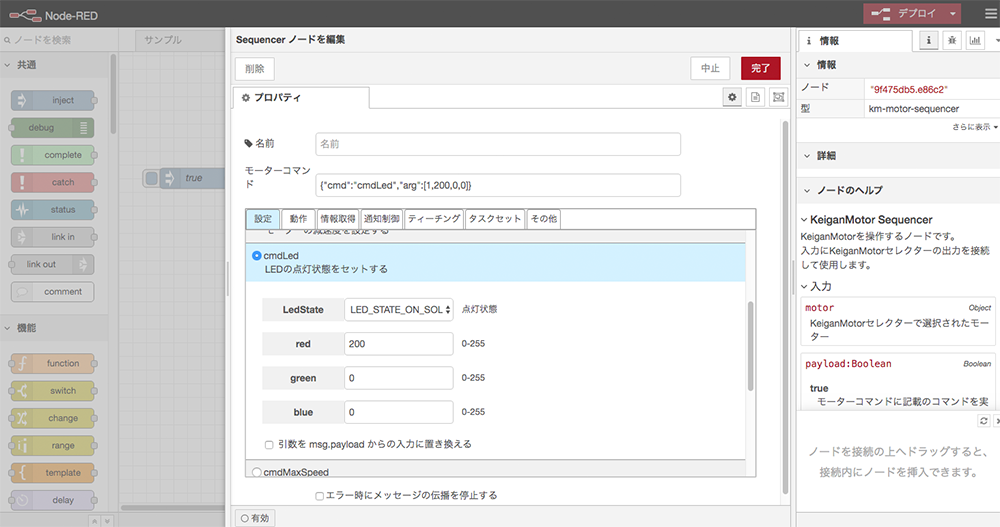 Node-RED
デプロイ
ノードを検索
サンプル
Sequencer ノードを編集
情報
共通
削除
中止
完了
情報
ノード
"9f475db5.e86c2"
型
km-motor-sequencer
さらに表示
プロパティ
inject
debug
complete
catch
status
link in
link out
comment
機能
function
switch
change
range
template
delay
true
名前
名前
モーターコマンド
{"cmd":"cmdLed","arg":[1,200,0,0]}
設定
動作
情報取得
通知制御
ティーチング
タスクセット
その他
モーターの減速度を設定する
cmdLed
LEDの点灯状態をセットする
LedState
LED_STATE_ON_SOL
点灯状態
red
200
0-255
green
0
0-255
blue
0
0-255
引数を msg.payload からの入力に置き換える
cmdMaxSpeed
エラー時にメッセージの伝播を停止する
有効
詳細
ノードのヘルプ
KeiganMotor Sequencer
KeiganMotorを操作するノードです。
入力にKeiganMotorセレクターの出力を接続
して使用します。
入力
motor
Object
KeiganMotorセレクターで選択されたモー
ター
payload:Boolean
Boolean
true
モーターコマンドに記載のコマンドを実
ノードを接続の上へドラッグすると、
接続内にノードを挿入できます。